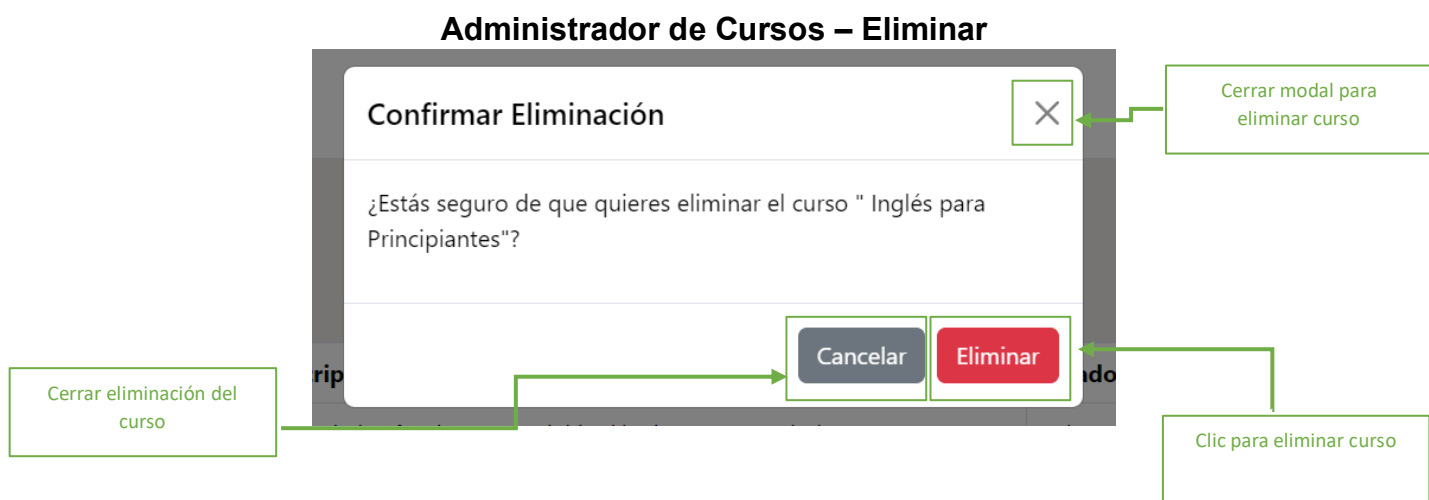 Administrador de Cursos – Eliminar
Confirmar Eliminación
Cerrar modal para
eliminar curso
¿Estás seguro de que quieres eliminar el curso " Inglés para
Principiantes"?
Cancelar
Eliminar
Cerrar eliminación del
curso
Clic para eliminar curso